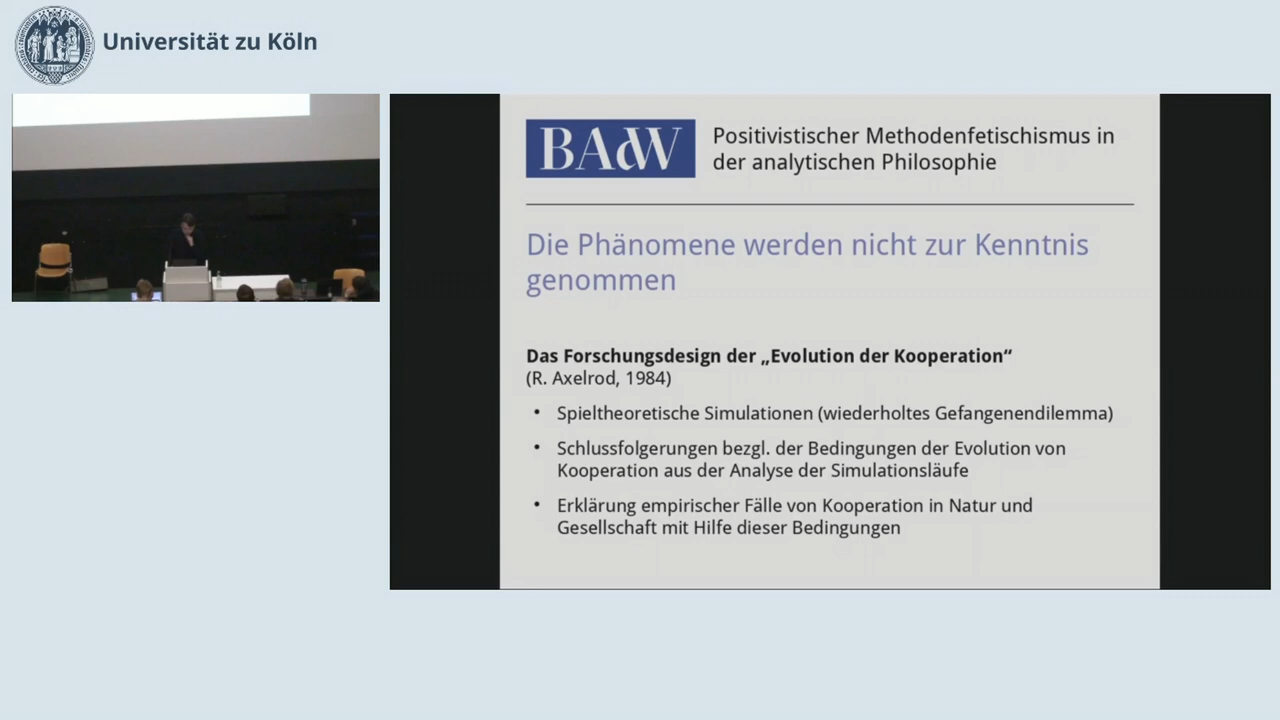 Universität zu Köln
BAdW
Positivistischer Methodenfetischismus in
der analytischen Philosophie
Die Phänomene werden nicht zur Kenntnis
genommen
Das Forschungsdesign der „Evolution der Kooperation“
(R. Axelrod, 1984)
• Spieltheoretische Simulationen (wiederholtes Gefangenendilemma)
• Schlussfolgerungen bezgl. der Bedingungen der Evolution von
Kooperation aus der Analyse der Simulationsläufe
• Erklärung empirischer Fälle von Kooperation in Natur und
Gesellschaft mit Hilfe dieser Bedingungen